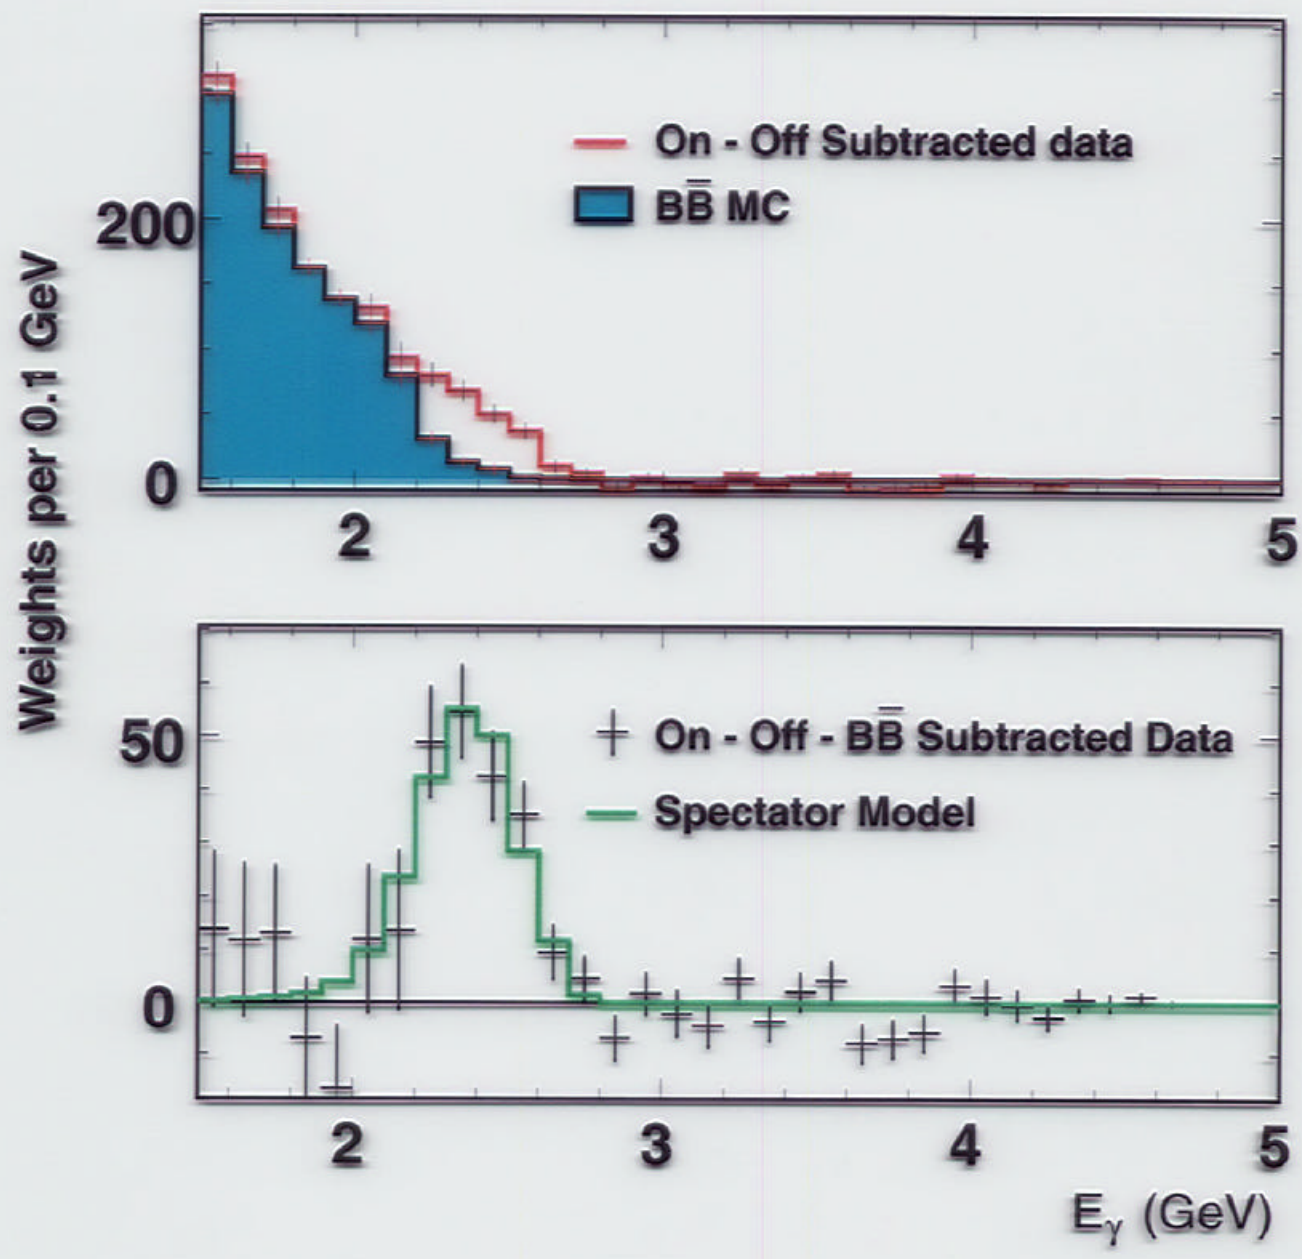 Weights per 0.1 GeV
On - Off Subtracted data
BB̅ MC
200
0
2 3 4 5
On - Off - BB̅ Subtracted Data
Spectator Model
50
0
2 3 4 5
Eγ (GeV)